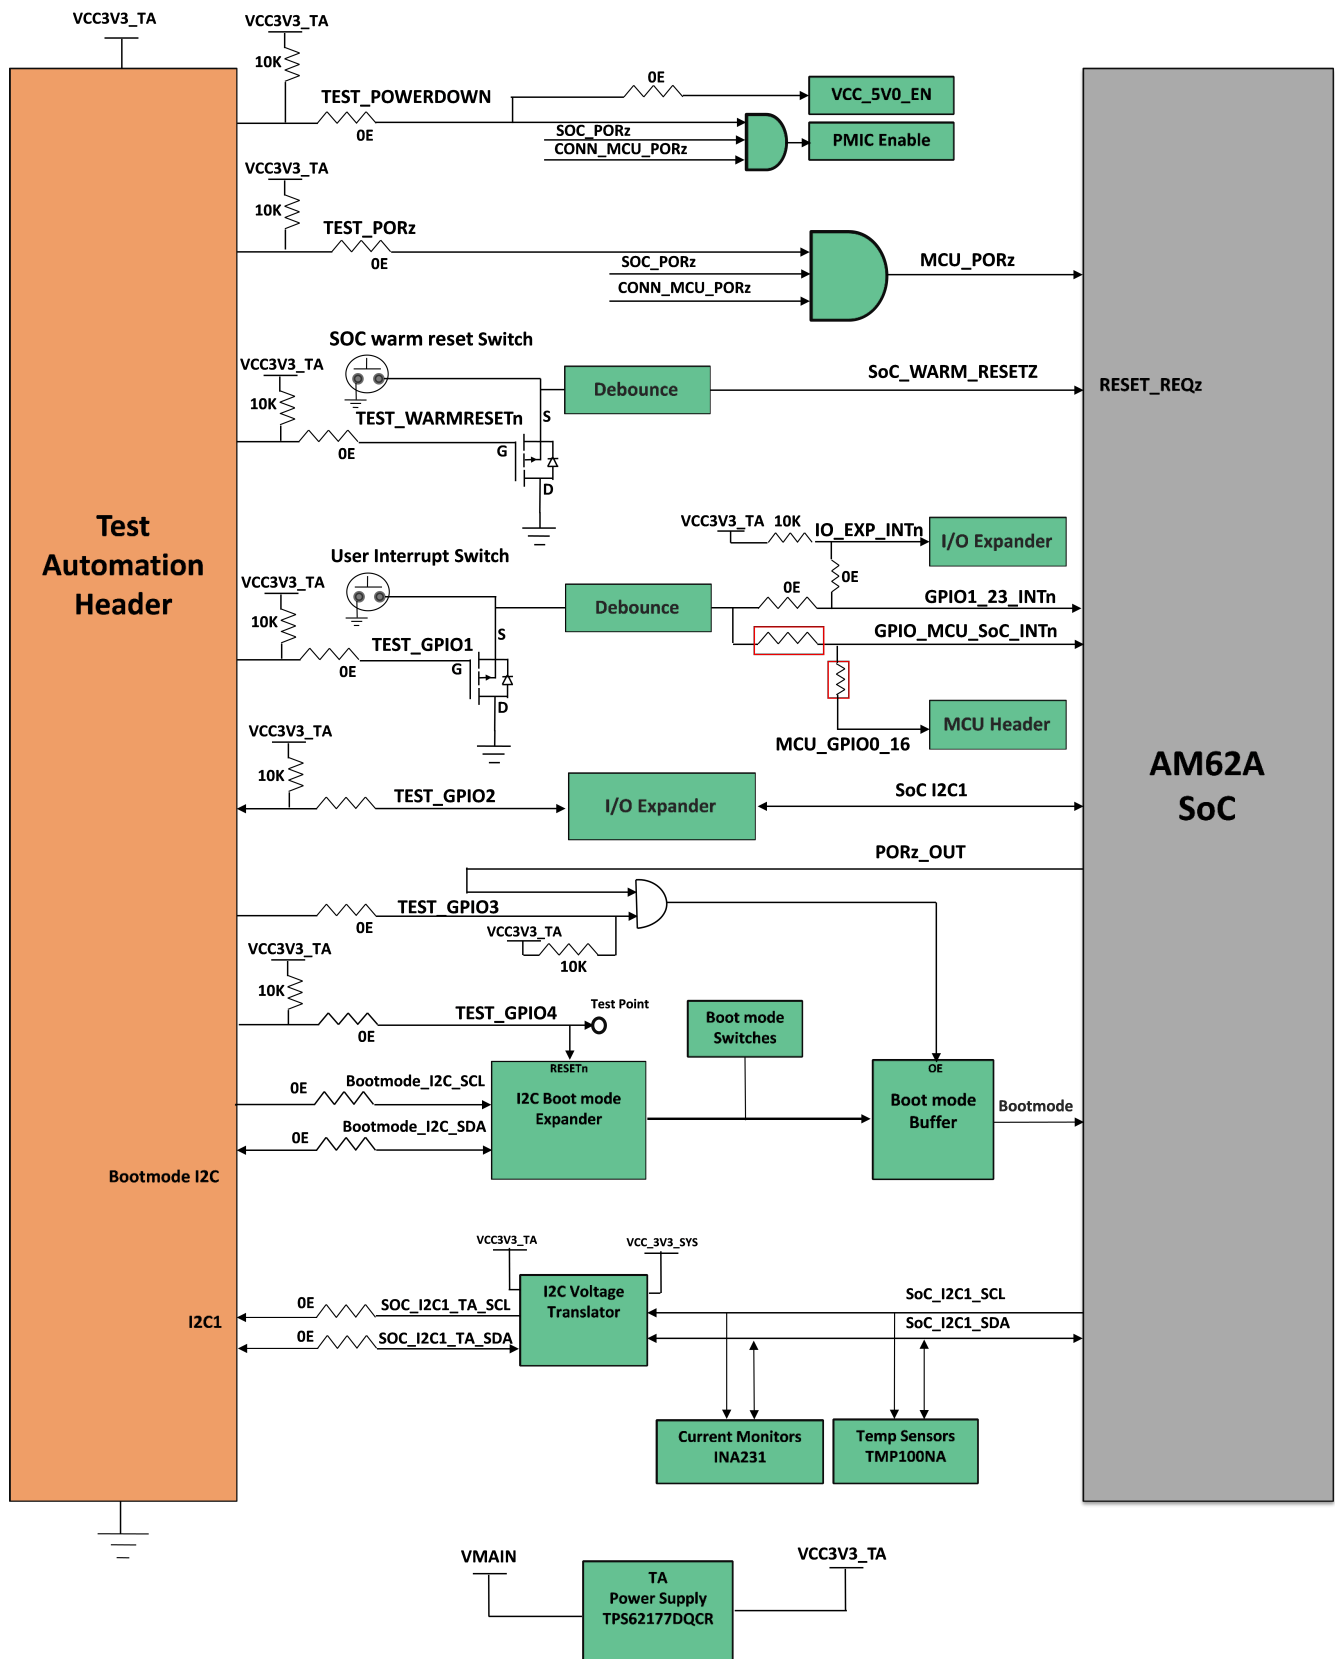 VCC3V3_TA
VCC3V3_TA
10K
TEST_POWERDOWN
0E
0E
VCC_5V0_EN
SOC_PORz
CONN_MCU_PORz
PMIC Enable
VCC3V3_TA
10K
TEST_PORz
0E
SOC_PORz
CONN_MCU_PORz
MCU_PORz
SOC warm reset Switch
VCC3V3_TA
10K
TEST_WARMRESETn
0E
S
G
D
Debounce
SoC_WARM_RESETZ
RESET_REQz
Test
Automation
Header
VCC3V3_TA
10K
IO_EXP_INTn
I/O Expander
User Interrupt Switch
VCC3V3_TA
10K
TEST_GPIO1
0E
S
G
D
Debounce
0E
0E
GPIO1_23_INTn
GPIO_MCU_SoC_INTn
MCU_GPIO0_16
MCU Header
AM62A
SoC
VCC3V3_TA
10K
TEST_GPIO2
I/O Expander
SoC I2C1
PORz_OUT
TEST_GPIO3
0E
VCC3V3_TA
10K
VCC3V3_TA
10K
TEST_GPIO4
0E
Test Point
Boot mode
Switches
RESETn
I2C Boot mode
Expander
OE
Boot mode
Buffer
Bootmode
0E
Bootmode_I2C_SCL
0E
Bootmode_I2C_SDA
Bootmode I2C
VCC3V3_TA
VCC_3V3_SYS
I2C Voltage
Translator
0E
SOC_I2C1_TA_SCL
I2C1
0E
SOC_I2C1_TA_SDA
SoC_I2C1_SCL
SoC_I2C1_SDA
Current Monitors
INA231
Temp Sensors
TMP100NA
VMAIN
TA
Power Supply
TPS62177DQCR
VCC3V3_TA